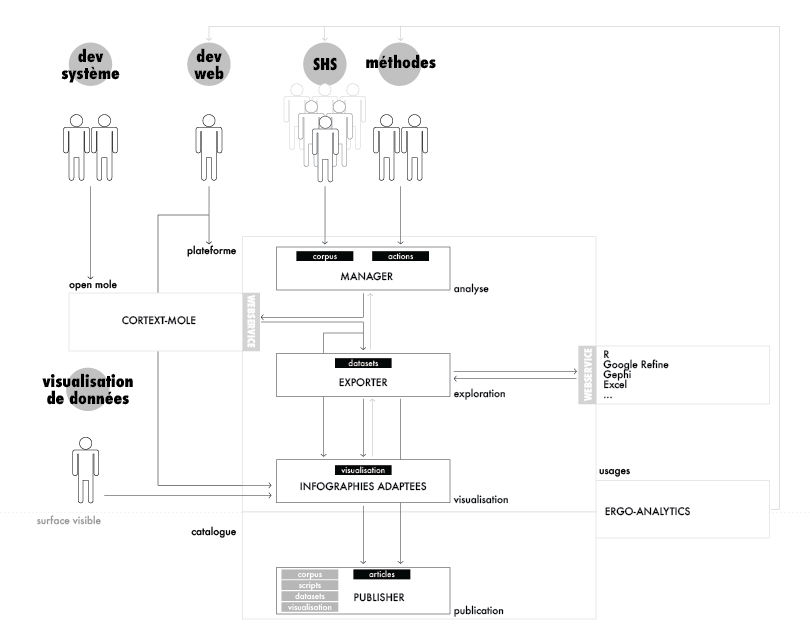 dev
système
dev
web
SHS
méthodes
plateforme
corpus
actions
MANAGER
analyse
open mole
CORTEXT-MOLE
WEBSERVICE
datasets
EXPORTER
exploration
WEBSERVICE
R
Google Refine
Gephi
Excel
...
visualisation
de données
visualisation
INFOGRAPHIES ADAPTEES
visualisation
usages
ERGO-ANALYTICS
surface visible
catalogue
corpus
scripts
datasets
visualisation
articles
PUBLISHER
publication